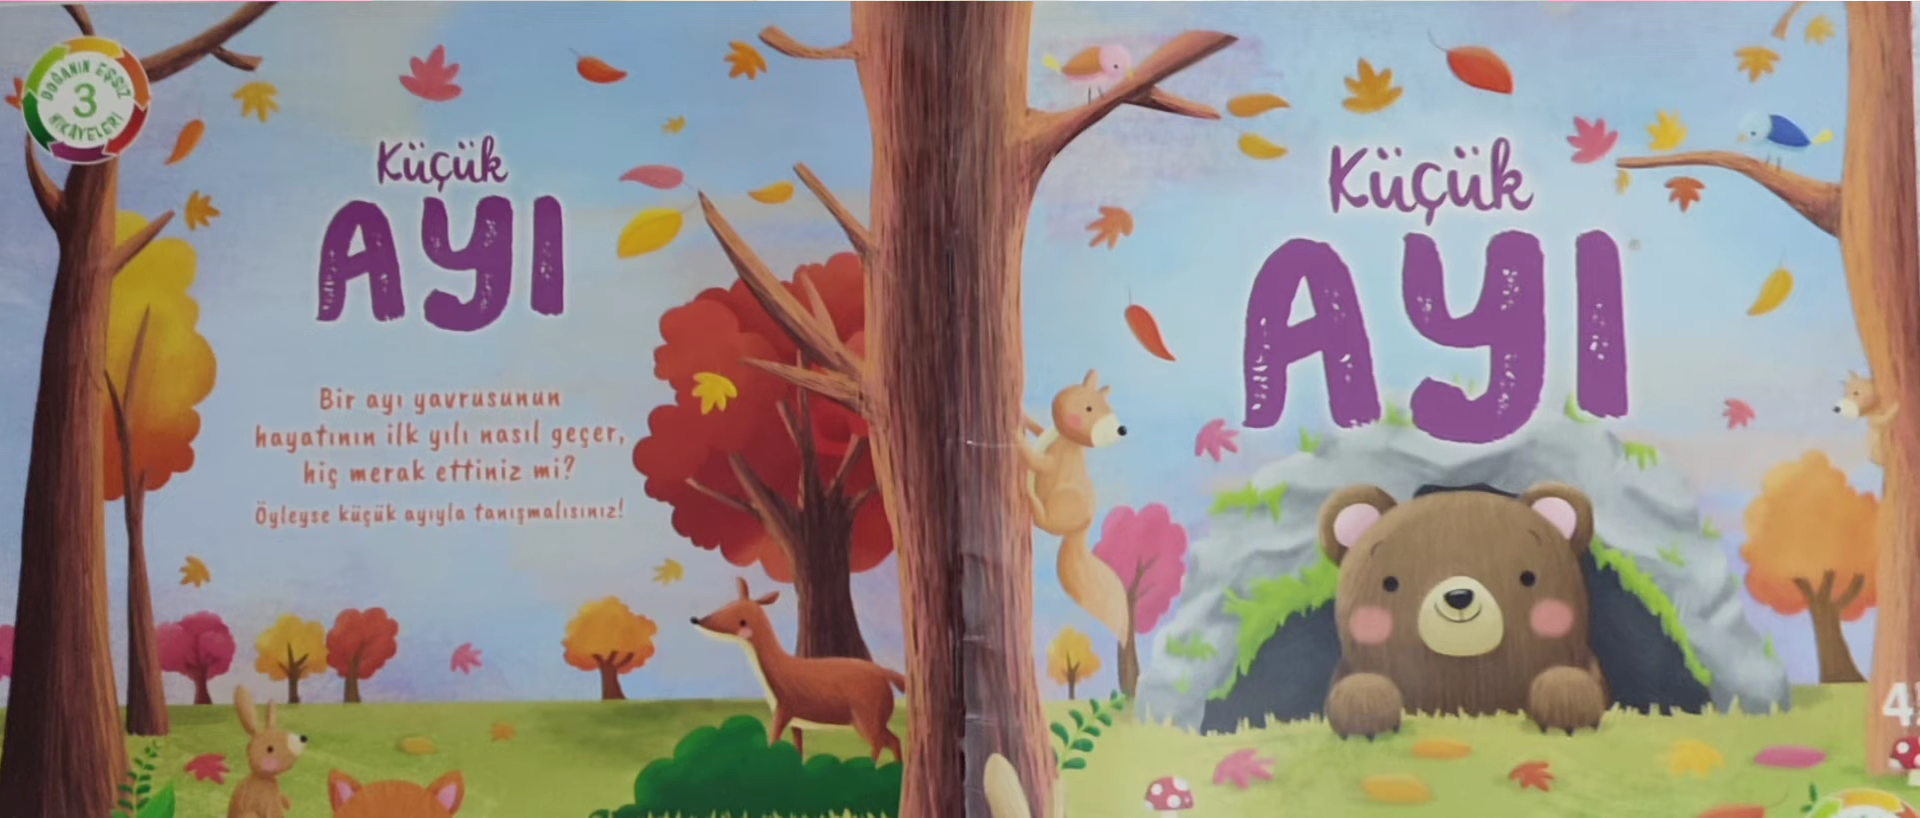 DOĞANIN EŞSİZ
3
HİKAYELERİ
Küçük
AYI
Bir ayı yavrusunun
hayatının ilk yılı nasıl geçer,
hiç merak ettiniz mi?
Öyleyse küçük ayıyla tanışmalısınız!
Küçük
AYI
4